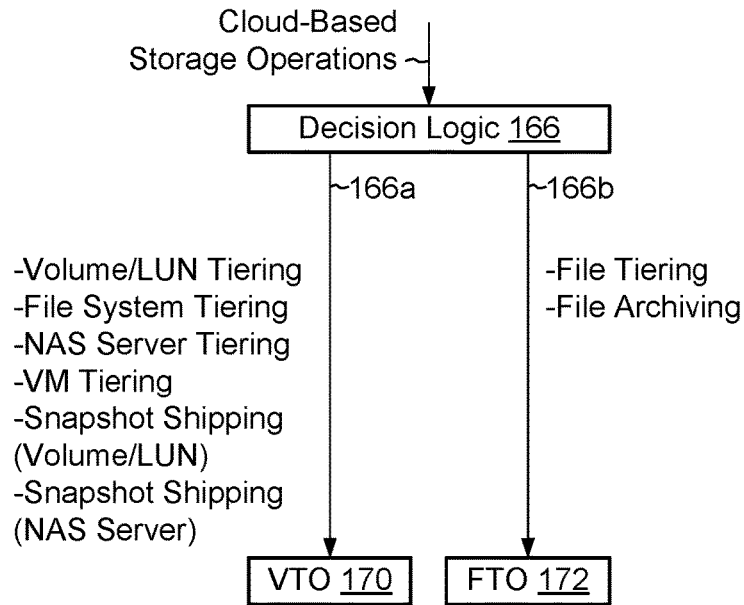 Cloud-Based
Storage Operations
Decision Logic 166
166a
166b
-Volume/LUN Tiering
-File System Tiering
-NAS Server Tiering
-VM Tiering
-Snapshot Shipping
(Volume/LUN)
-Snapshot Shipping
(NAS Server)
-File Tiering
-File Archiving
VTO 170
FTO 172